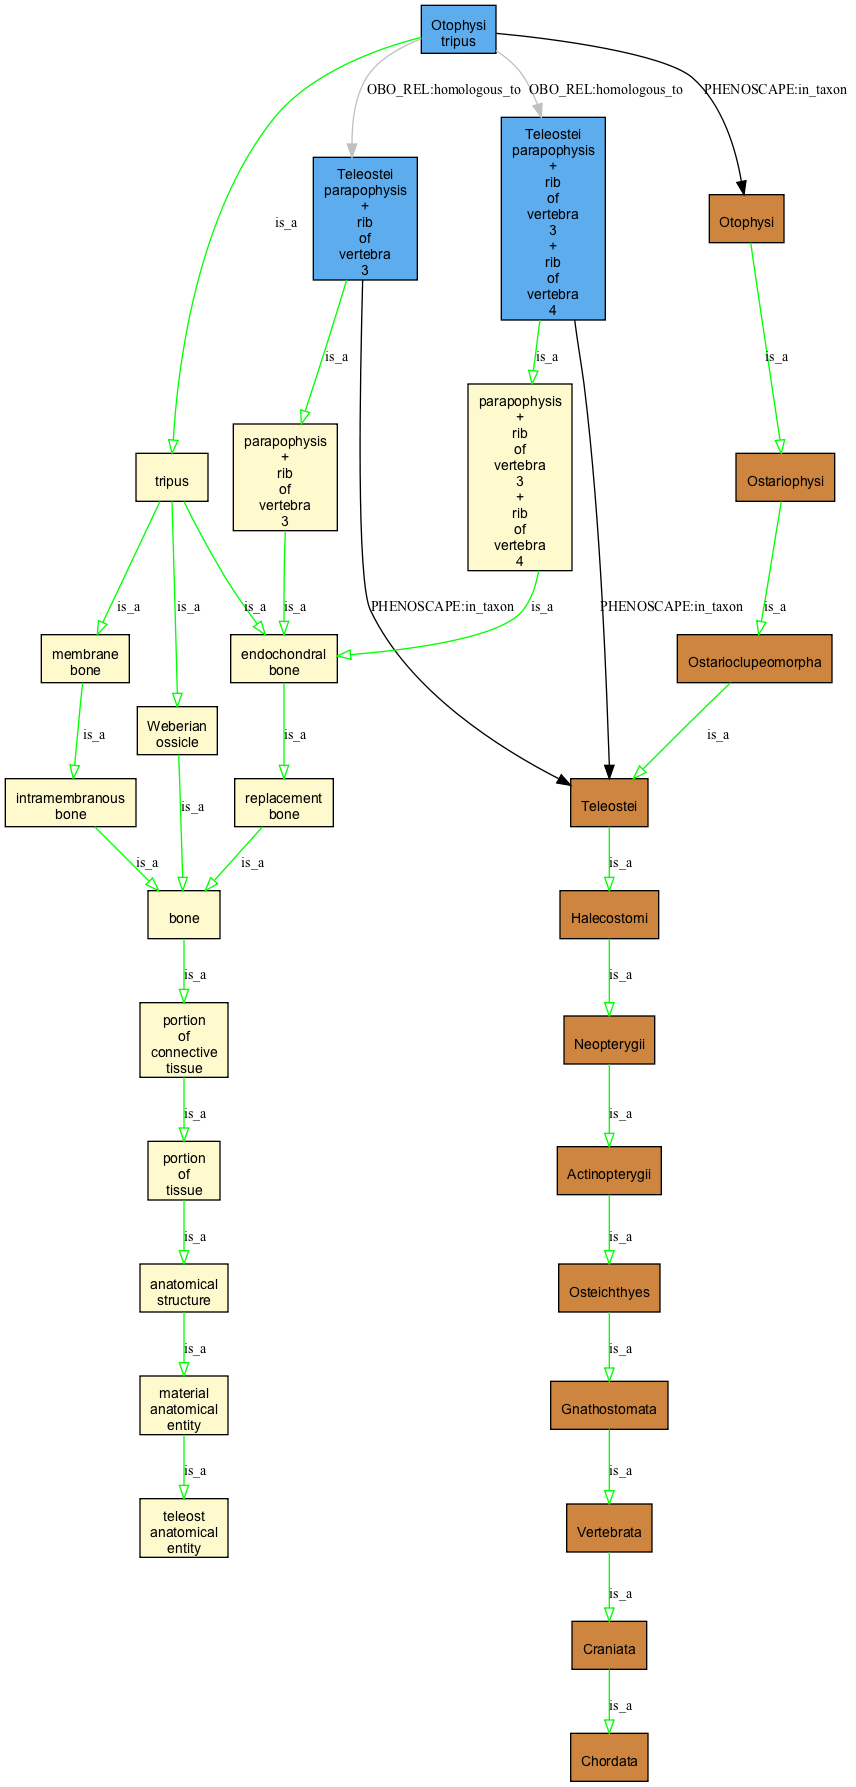 Otophysi
tripus
OBO_REL:homologous_to
OBO_REL:homologous_to
PHENOSCAPE:in_taxon
Teleostei
parapophysis
+
rib
of
vertebra
3
Teleostei
parapophysis
+
rib
of
vertebra
3
+
rib
of
vertebra
4
Otophysi
is_a
is_a
is_a
is_a
tripus
parapophysis
+
rib
of
vertebra
3
parapophysis
+
rib
of
vertebra
3
+
rib
of
vertebra
4
Ostariophysi
is_a
is_a
is_a
is_a
PHENOSCAPE:in_taxon
is_a
PHENOSCAPE:in_taxon
is_a
membrane
bone
endochondral
bone
Ostarioclupeomorpha
Weberian
ossicle
is_a
is_a
is_a
intramembranous
bone
replacement
bone
Teleostei
is_a
is_a
is_a
is_a
bone
Halecostomi
is_a
is_a
portion
of
connective
tissue
Neopterygii
is_a
is_a
portion
of
tissue
Actinopterygii
is_a
is_a
anatomical
structure
Osteichthyes
is_a
is_a
material
anatomical
entity
Gnathostomata
is_a
is_a
teleost
anatomical
entity
Vertebrata
is_a
Craniata
is_a
Chordata